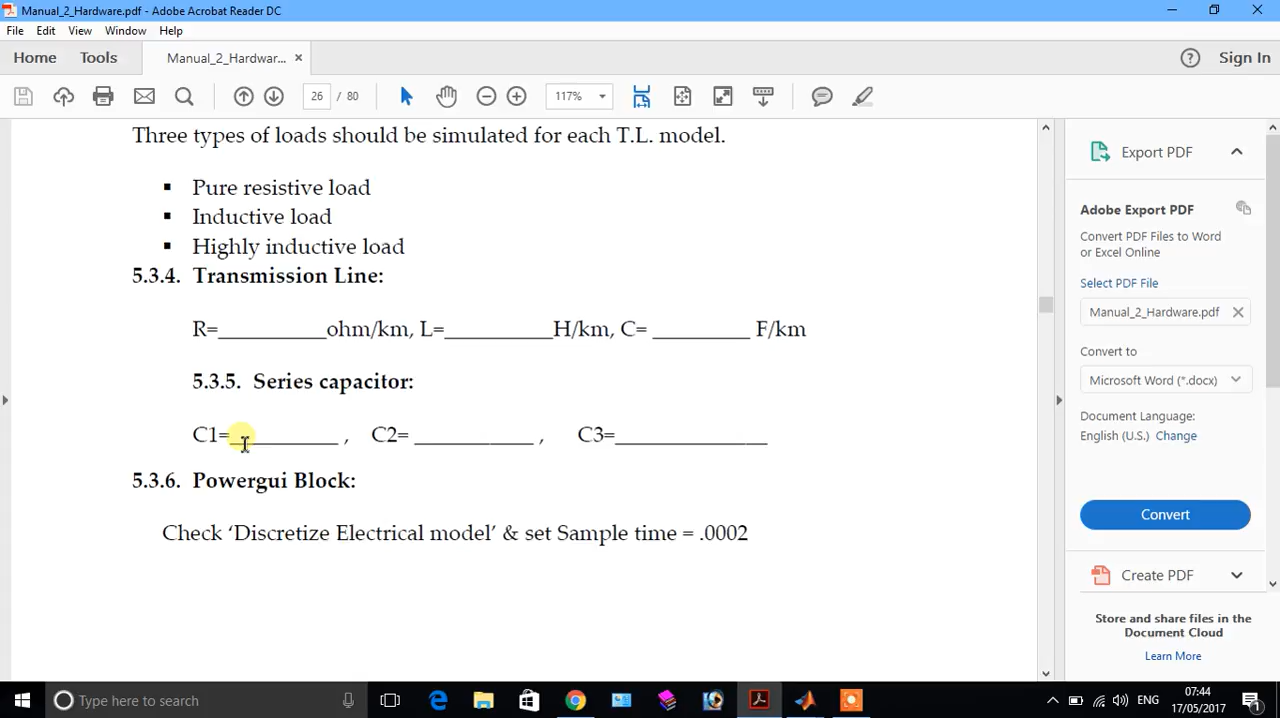 Manual_2_Hardware.pdf - Adobe Acrobat Reader DC
File Edit View Window Help
Home Tools Manual_2_Hardwar... × Sign In
26 / 80 117%
Three types of loads should be simulated for each T.L. model.
▪ Pure resistive load
▪ Inductive load
▪ Highly inductive load
5.3.4. Transmission Line:
R=__________ohm/km, L=__________H/km, C= _________ F/km
5.3.5. Series capacitor:
C1=__________ , C2= ___________ , C3=______________
5.3.6. Powergui Block:
Check ‘Discretize Electrical model’ & set Sample time = .0002
Export PDF
Adobe Export PDF
Convert PDF Files to Word
or Excel Online
Select PDF File
Manual_2_Hardware.pdf ×
Convert to
Microsoft Word (*.docx)
Document Language:
English (U.S.) Change
Convert
Create PDF
Store and share files in the
Document Cloud
Learn More
Type here to search
ENG
07:44
17/05/2017
1